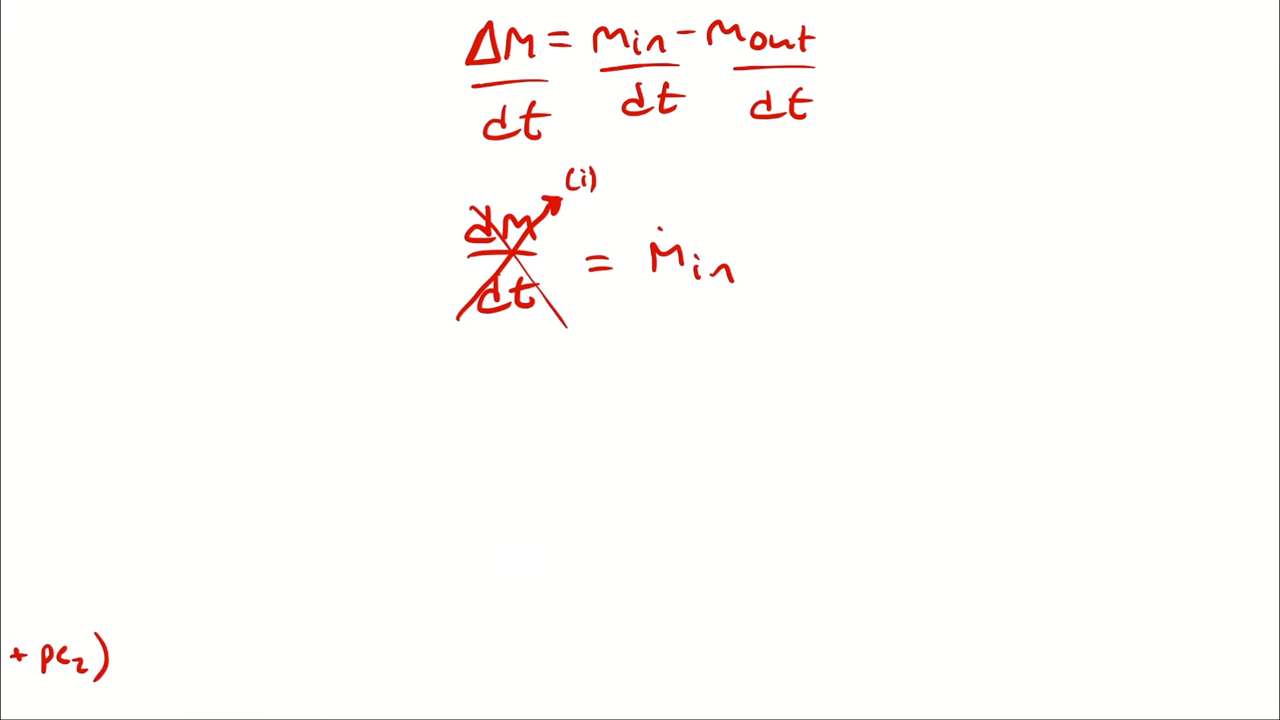 ΔM = min - mout
dt dt dt
(i)
dM = ṁin
dt
+ pe₂)